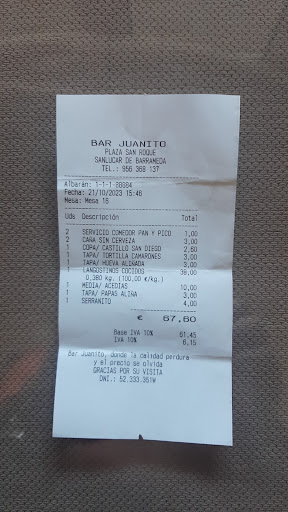 BAR JUANITO
PLAZA SAN ROQUE
SANLUCAR DE BARRAMEDA
TEL.: 956 368 137
Albarán: 1-1-1-88684
Fecha: 21/10/2023 15:46
Mesa: Mesa 16
Uds Descripción Total
2 SERVICIO COMEDOR PAN Y PICO 1,00
2 CAÑA SIN CERVEZA 3,00
1 COPA/ CASTILLO SAN DIEGO 2,60
1 TAPA/ TORTILLA CAMARONES 3,00
1 TAPA/ HUEVA ALIÑADA 3,00
1 LANGOSTINOS COCIDOS 38,00
0,380 kg. (100,00 €/kg.)
1 MEDIA/ ACEDIAS 10,00
1 TAPA/ PAPAS ALIÑA 3,00
1 SERRANITO 4,00
€ 67,60
Base IVA 10% 61,45
IVA 10% 6,15
Bar Juanito, donde la calidad perdura
y el precio se olvida
GRACIAS POR SU VISITA
DNI.: 52.333.351W